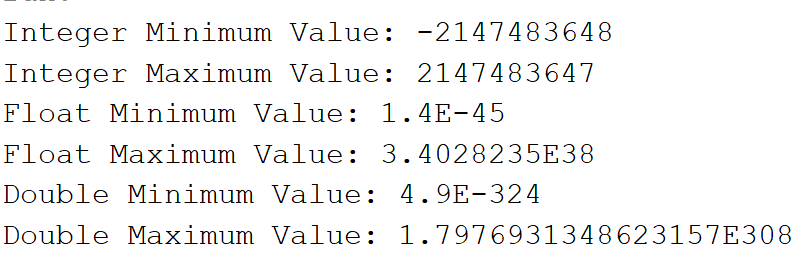 Integer Minimum Value: -2147483648
Integer Maximum Value: 2147483647
Float Minimum Value: 1.4E-45
Float Maximum Value: 3.4028235E38
Double Minimum Value: 4.9E-324
Double Maximum Value: 1.7976931348623157E308